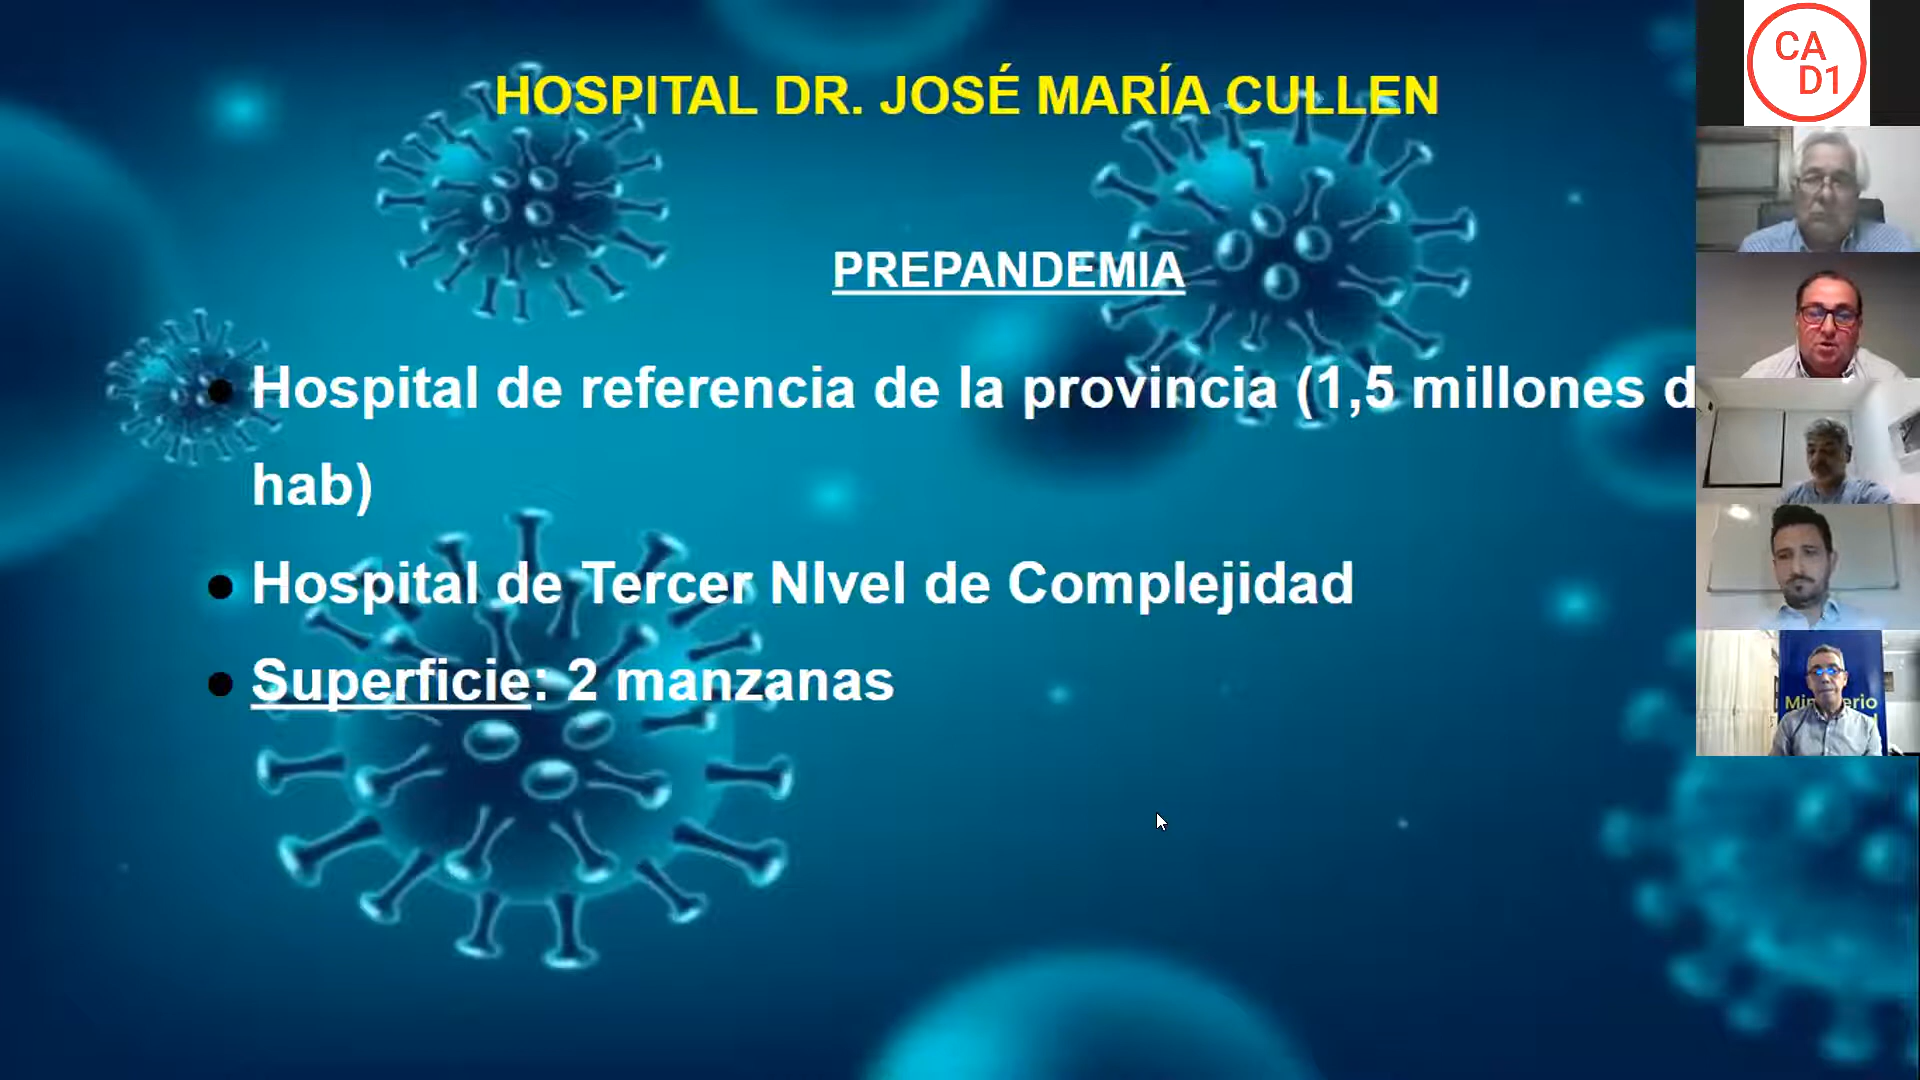 HOSPITAL DR. JOSÉ MARÍA CULLEN
PREPANDEMIA
Hospital de referencia de la provincia (1,5 millones d
hab)
Hospital de Tercer NIvel de Complejidad
Superficie: 2 manzanas
CA
D1